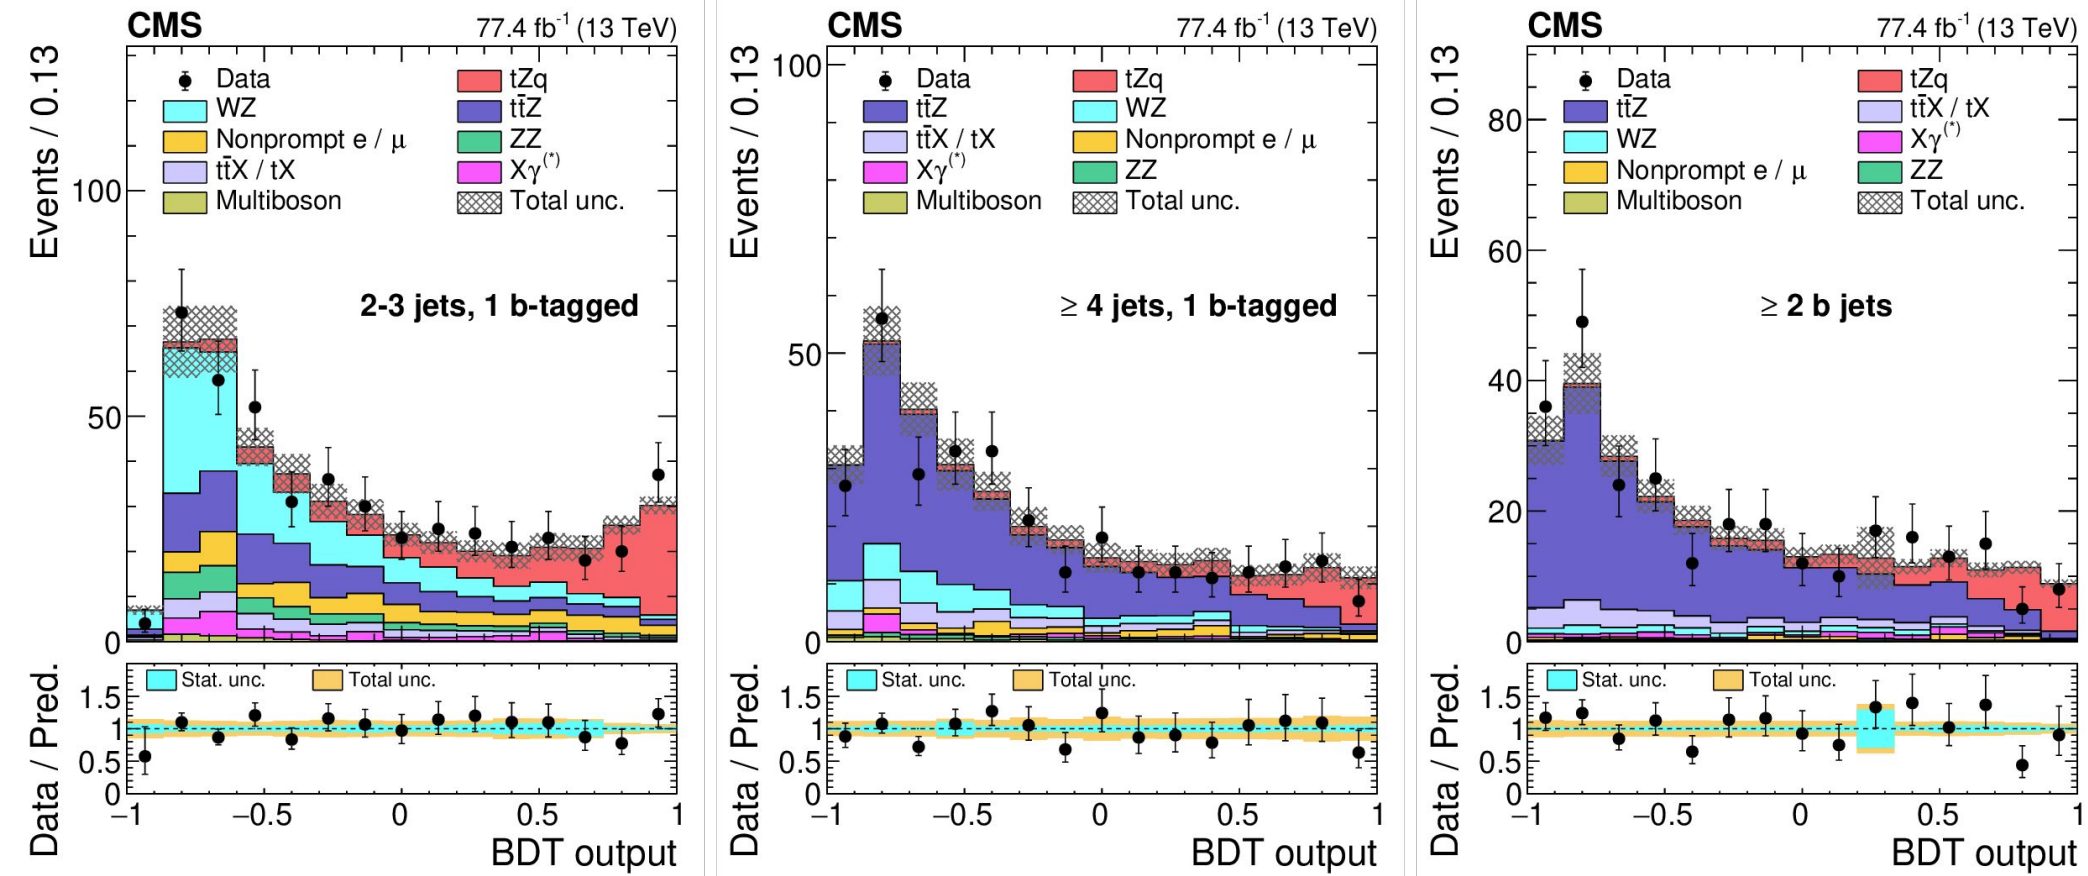 CMS 77.4 fb⁻¹ (13 TeV)
Events / 0.13
Data tZq
WZ tt̄Z
Nonprompt e / μ ZZ
tt̄X / tX Xγ⁽*⁾
Multiboson Total unc.
2-3 jets, 1 b-tagged
100
50
0
Data / Pred.
Stat. unc. Total unc.
1.5
1
0.5
0
−1 −0.5 0 0.5 1
BDT output
CMS 77.4 fb⁻¹ (13 TeV)
Events / 0.13
Data tZq
tt̄Z WZ
tt̄X / tX Nonprompt e / μ
Xγ⁽*⁾ ZZ
Multiboson Total unc.
≥ 4 jets, 1 b-tagged
100
50
0
Data / Pred.
Stat. unc. Total unc.
1.5
1
0.5
0
−1 −0.5 0 0.5 1
BDT output
CMS 77.4 fb⁻¹ (13 TeV)
Events / 0.13
Data tZq
tt̄Z tt̄X / tX
WZ Xγ⁽*⁾
Nonprompt e / μ ZZ
Multiboson Total unc.
≥ 2 b jets
80
60
40
20
0
Data / Pred.
Stat. unc. Total unc.
1.5
1
0.5
0
−1 −0.5 0 0.5 1
BDT output